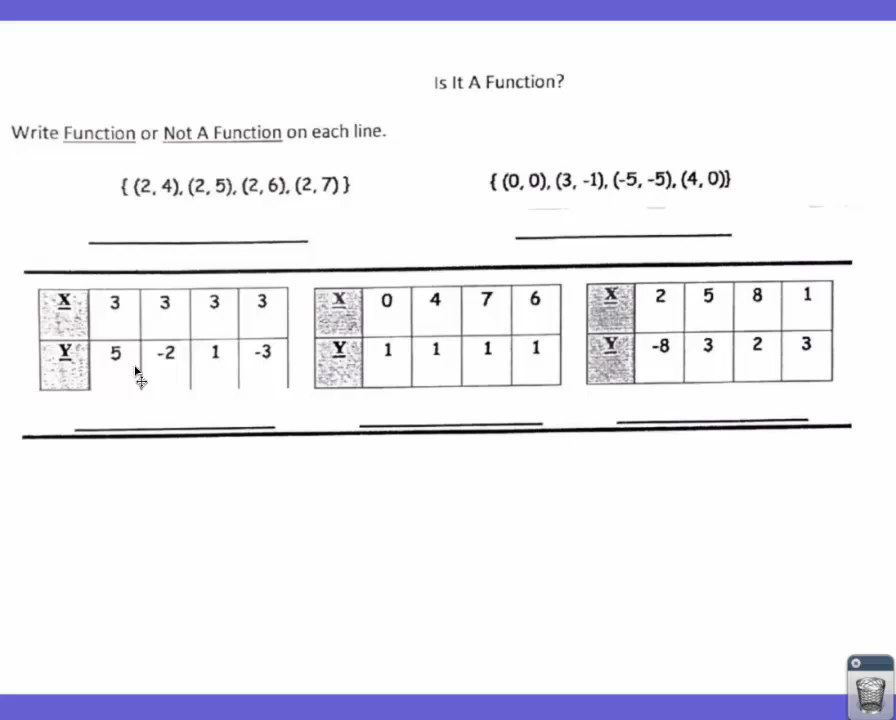 Is It A Function?
Write Function or Not A Function on each line.
{ (2, 4), (2, 5), (2, 6), (2, 7) }
{ (0, 0), (3, -1), (-5, -5), (4, 0)}
X 3 3 3 3
Y 5 -2 1 -3
X 0 4 7 6
Y 1 1 1 1
X 2 5 8 1
Y -8 3 2 3